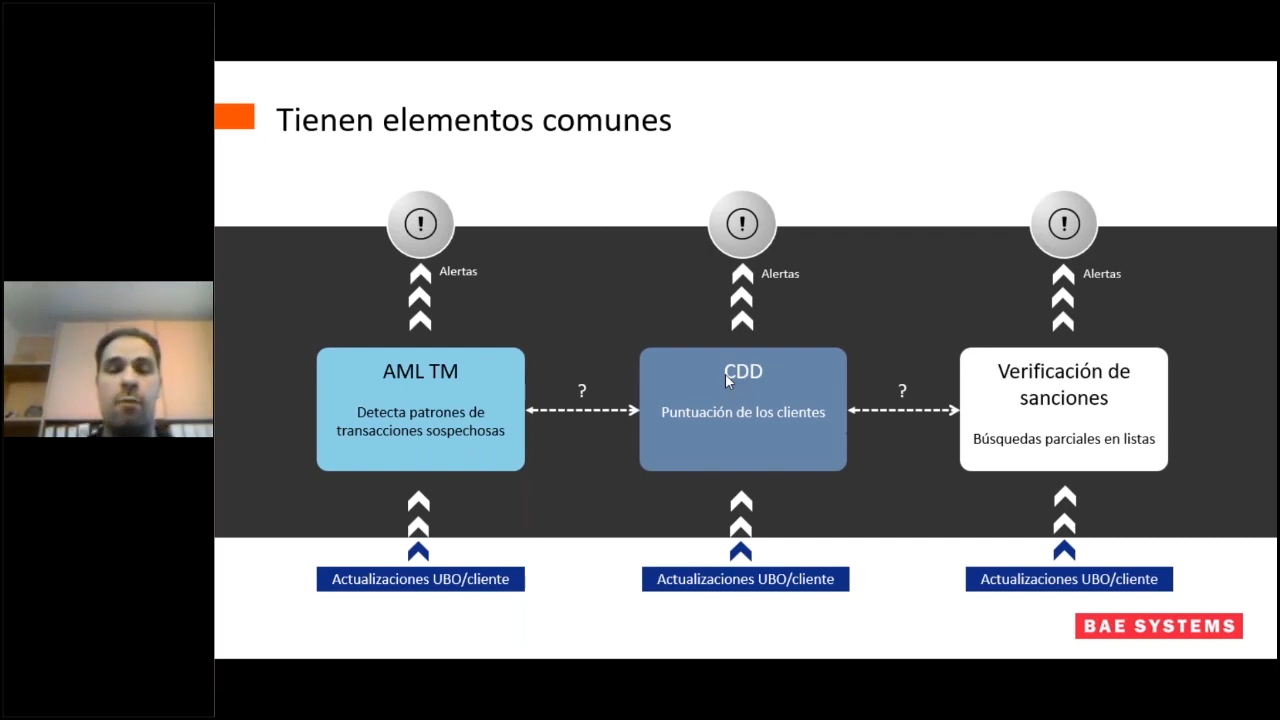 Tienen elementos comunes
!
!
!
Alertas
Alertas
Alertas
AML TM
Detecta patrones de
transacciones sospechosas
?
CDD
Puntuación de los clientes
?
Verificación de
sanciones
Búsquedas parciales en listas
Actualizaciones UBO/cliente
Actualizaciones UBO/cliente
Actualizaciones UBO/cliente
BAE SYSTEMS